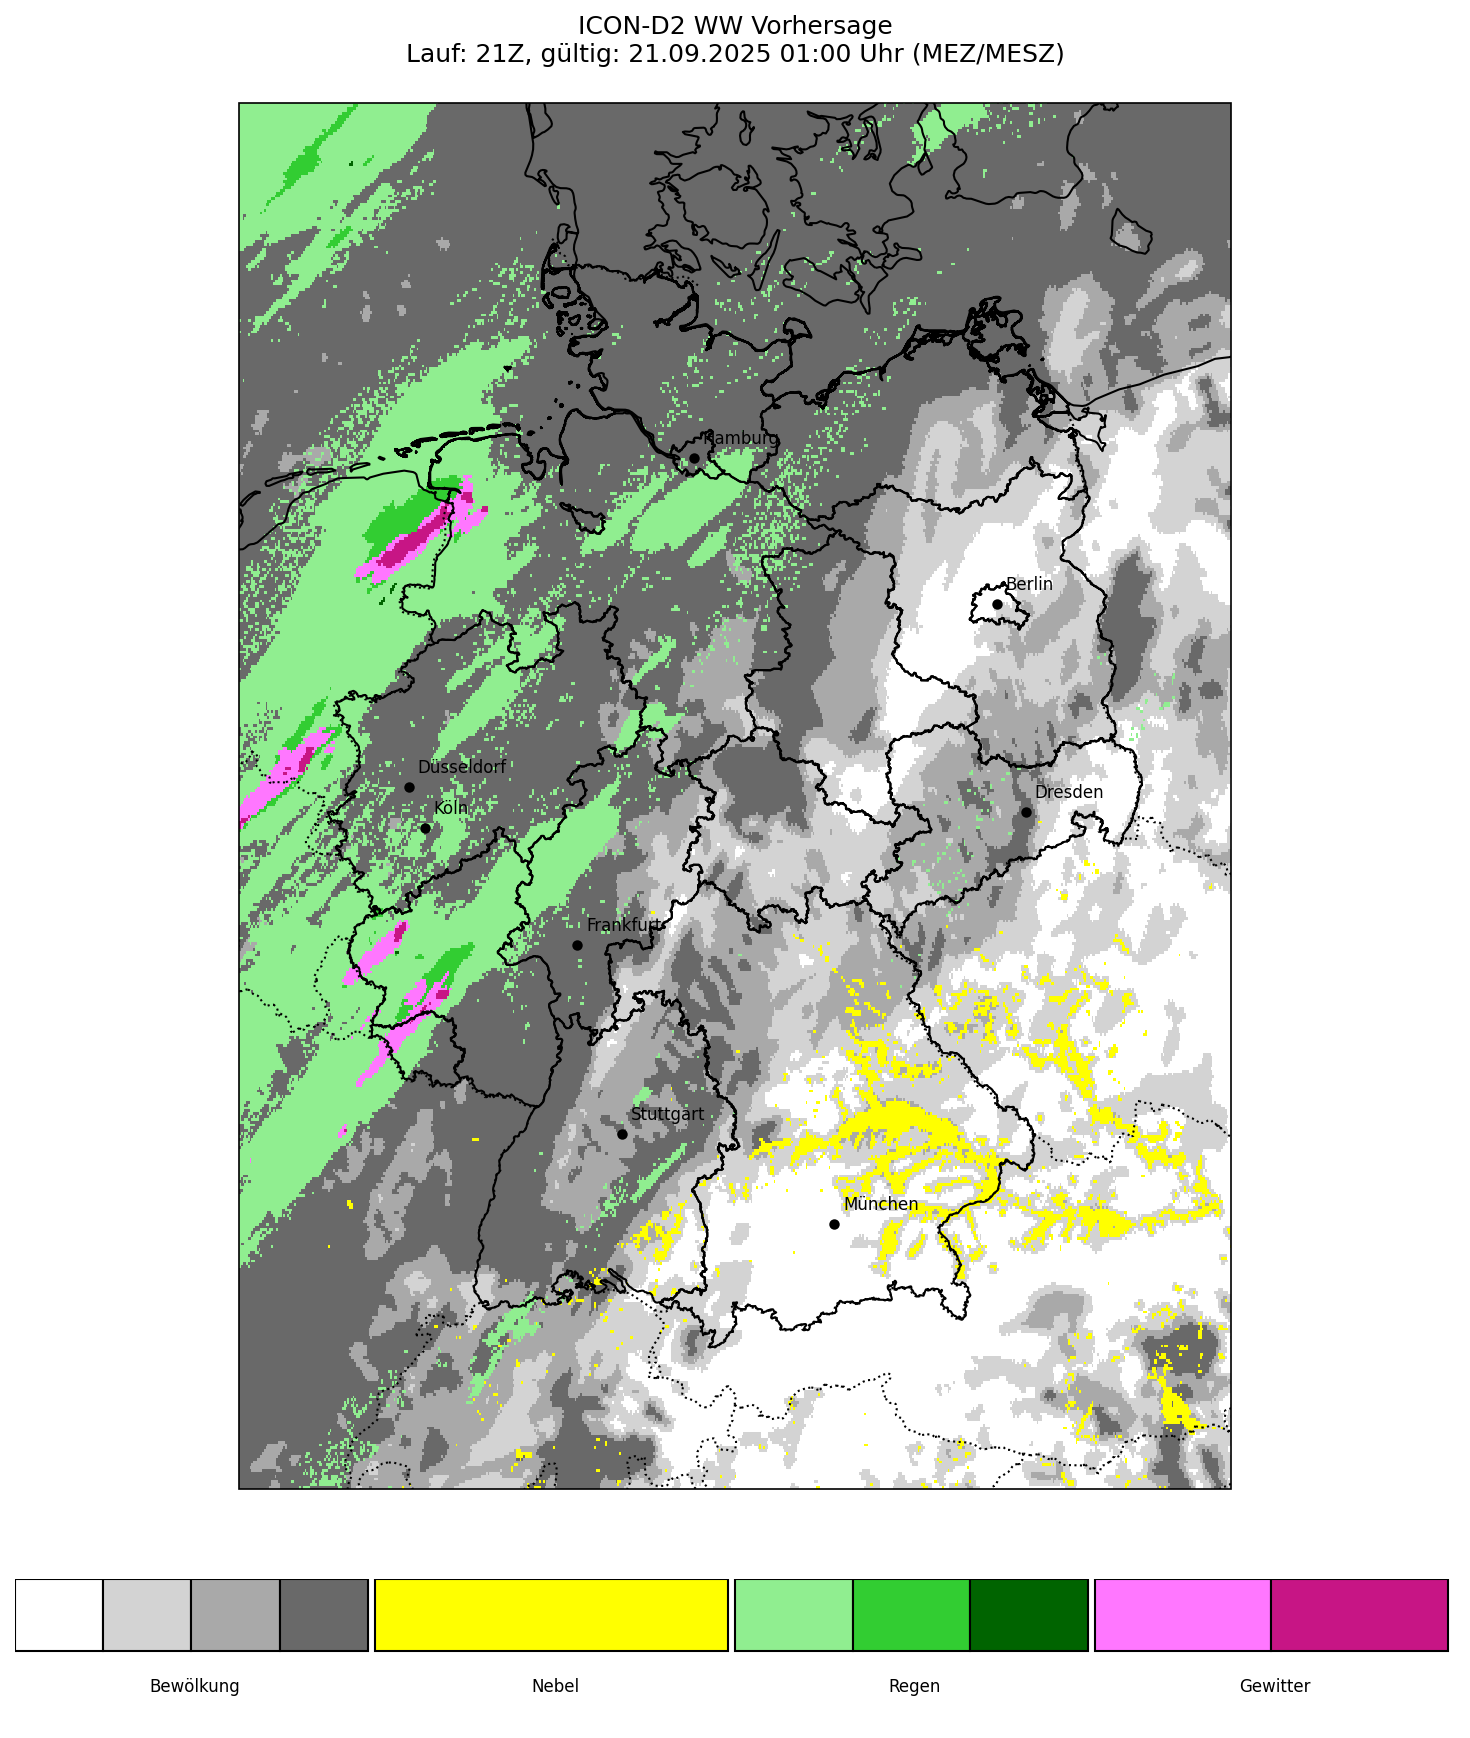 ICON-D2 WW Vorhersage
Lauf: 21Z, gültig: 21.09.2025 01:00 Uhr (MEZ/MESZ)
Hamburg
Berlin
Düsseldorf
Dresden
Köln
Frankfurt
Stuttgart
München
Bewölkung
Nebel
Regen
Gewitter